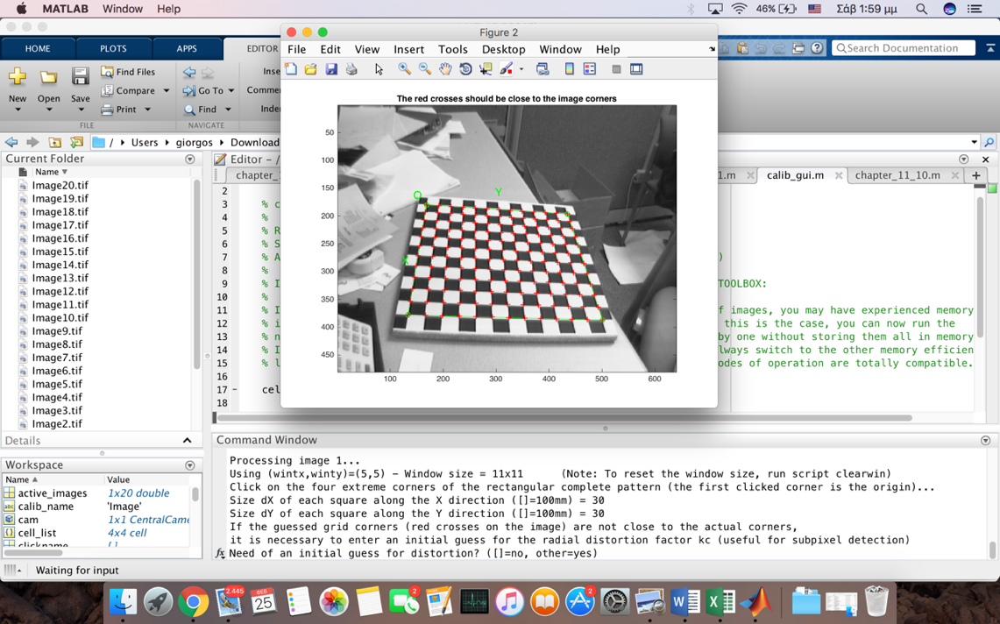 MATLAB Window Help 46% Σάβ 1:59 μμ
Figure 2
HOME PLOTS APPS EDITOR
File Edit View Insert Tools Desktop Window Help
Search Documentation
New Open Save
Find Files
Compare
Print
Go To
Find
Inse
Comme
Inde
FILE NAVIGATE
/ Users giorgos Download
The red crosses should be close to the image corners
50
100
150
200
250
300
350
400
450
100 200 300 400 500 600
O
Y
X
Current Folder
Name
Image20.tif
Image19.tif
Image18.tif
Image17.tif
Image16.tif
Image15.tif
Image14.tif
Image13.tif
Image12.tif
Image11.tif
Image10.tif
Image9.tif
Image8.tif
Image7.tif
Image6.tif
Image5.tif
Image4.tif
Image3.tif
Image2.tif
Details
Workspace
Name Value
active_images 1x20 double
calib_name 'Image'
cam 1x1 CentralCame
cell_list 4x4 cell
clickname []
Editor - /
chapter_ 1.m calib_gui.m chapter_11_10.m
2
3 % c
4 %
5 % R
6 % S
7 % A )
8 %
9 % I TOOLBOX:
10 %
11 % I f images, you may have experienced memory
12 % i this is the case, you can now run the
13 % n by one without storing them all in memory
14 % I lways switch to the other memory efficien
15 % l odes of operation are totally compatible.
16
17 cel
18
Command Window
Processing image 1...
Using (wintx,winty)=(5,5) - Window size = 11x11 (Note: To reset the window size, run script clearwin)
Click on the four extreme corners of the rectangular complete pattern (the first clicked corner is the origin)...
Size dX of each square along the X direction ([]=100mm) = 30
Size dY of each square along the Y direction ([]=100mm) = 30
If the guessed grid corners (red crosses on the image) are not close to the actual corners,
it is necessary to enter an initial guess for the radial distortion factor kc (useful for subpixel detection)
fx Need of an initial guess for distortion? ([]=no, other=yes)
Waiting for input
2.445
ΦΕΒ
25
2
2